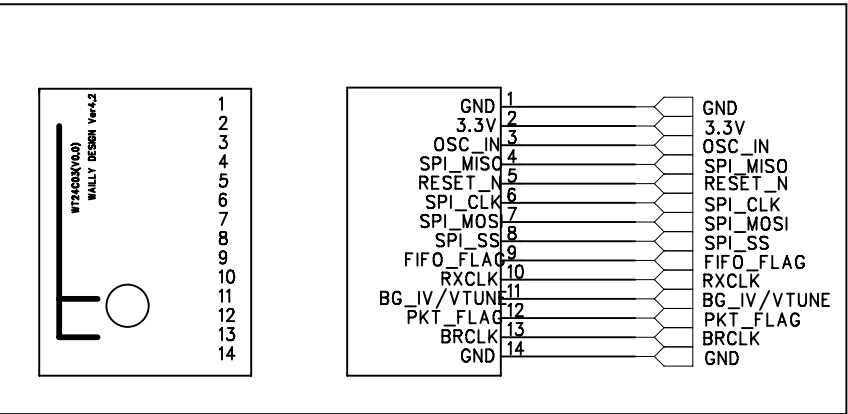 WT24C03(V0.0)
WAILLY DESIGN Ver4.2
1
2
3
4
5
6
7
8
9
10
11
12
13
14
GND 1 GND
3.3V 2 3.3V
OSC_IN 3 OSC_IN
SPI_MISO 4 SPI_MISO
RESET_N 5 RESET_N
SPI_CLK 6 SPI_CLK
SPI_MOSI 7 SPI_MOSI
SPI_SS 8 SPI_SS
FIFO_FLAG 9 FIFO_FLAG
RXCLK 10 RXCLK
BG_IV/VTUNE 11 BG_IV/VTUNE
PKT_FLAG 12 PKT_FLAG
BRCLK 13 BRCLK
GND 14 GND